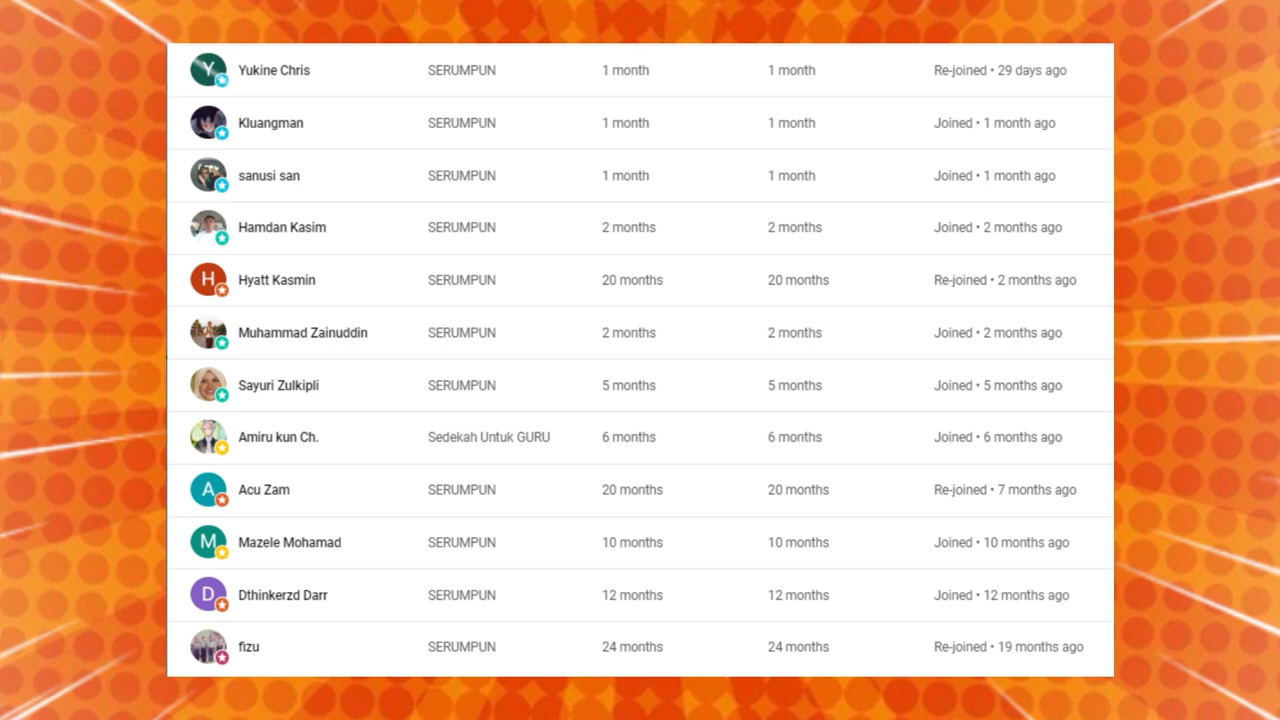 Y Yukine Chris SERUMPUN 1 month 1 month Re-joined • 29 days ago
Kluangman SERUMPUN 1 month 1 month Joined • 1 month ago
sanusi san SERUMPUN 1 month 1 month Joined • 1 month ago
Hamdan Kasim SERUMPUN 2 months 2 months Joined • 2 months ago
H Hyatt Kasmin SERUMPUN 20 months 20 months Re-joined • 2 months ago
Muhammad Zainuddin SERUMPUN 2 months 2 months Joined • 2 months ago
Sayuri Zulkipli SERUMPUN 5 months 5 months Joined • 5 months ago
Amiru kun Ch. Sedekah Untuk GURU 6 months 6 months Joined • 6 months ago
A Acu Zam SERUMPUN 20 months 20 months Re-joined • 7 months ago
M Mazele Mohamad SERUMPUN 10 months 10 months Joined • 10 months ago
D Dthinkerzd Darr SERUMPUN 12 months 12 months Joined • 12 months ago
fizu SERUMPUN 24 months 24 months Re-joined • 19 months ago